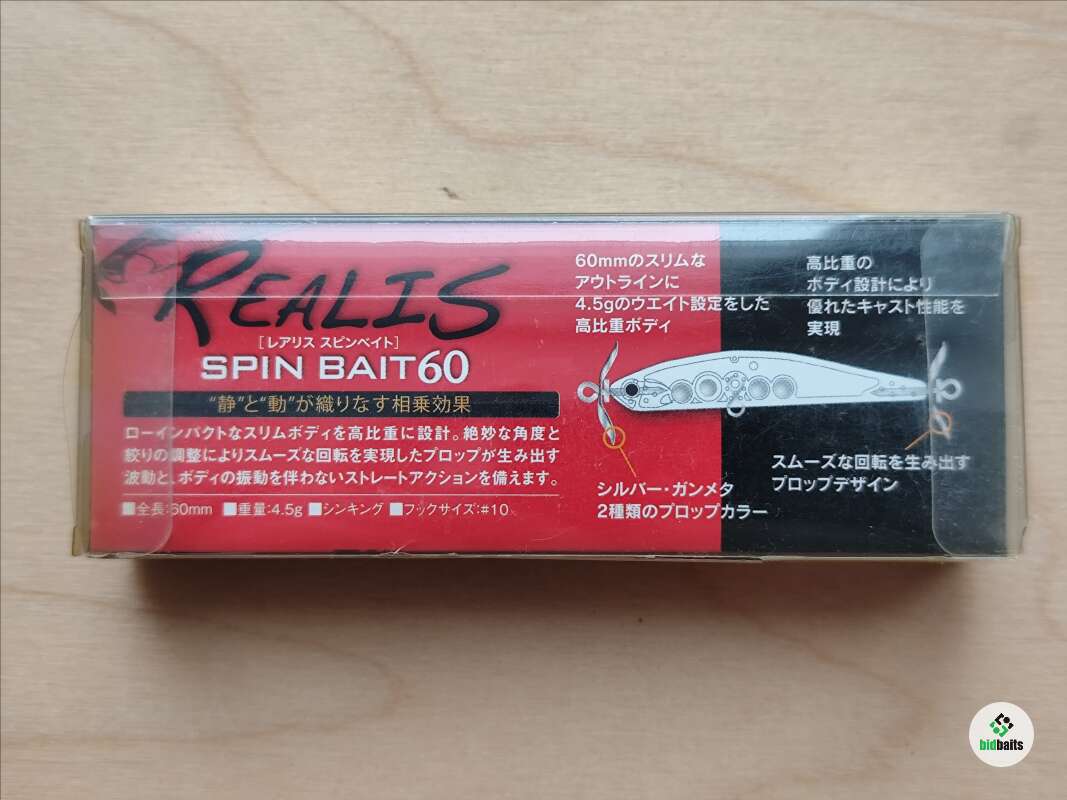 REALIS
[レアリス スピンベイト]
SPIN BAIT60
"静"と"動"が織りなす相乗効果
ローインパクトなスリムボディを高比重に設計。絶妙な角度と
絞りの調整によりスムーズな回転を実現したプロップが生み出す
波動と、ボディの振動を伴わないストレートアクションを備えます。
■全長:60mm ■重量:4.5g ■シンキング ■フックサイズ:#10
60mmのスリムな
アウトラインに
4.5gのウエイト設定をした
高比重ボディ
高比重の
ボディ設計により
優れたキャスト性能を
実現
シルバー・ガンメタ
2種類のプロップカラー
スムーズな回転を生み出す
プロップデザイン
bidbaits